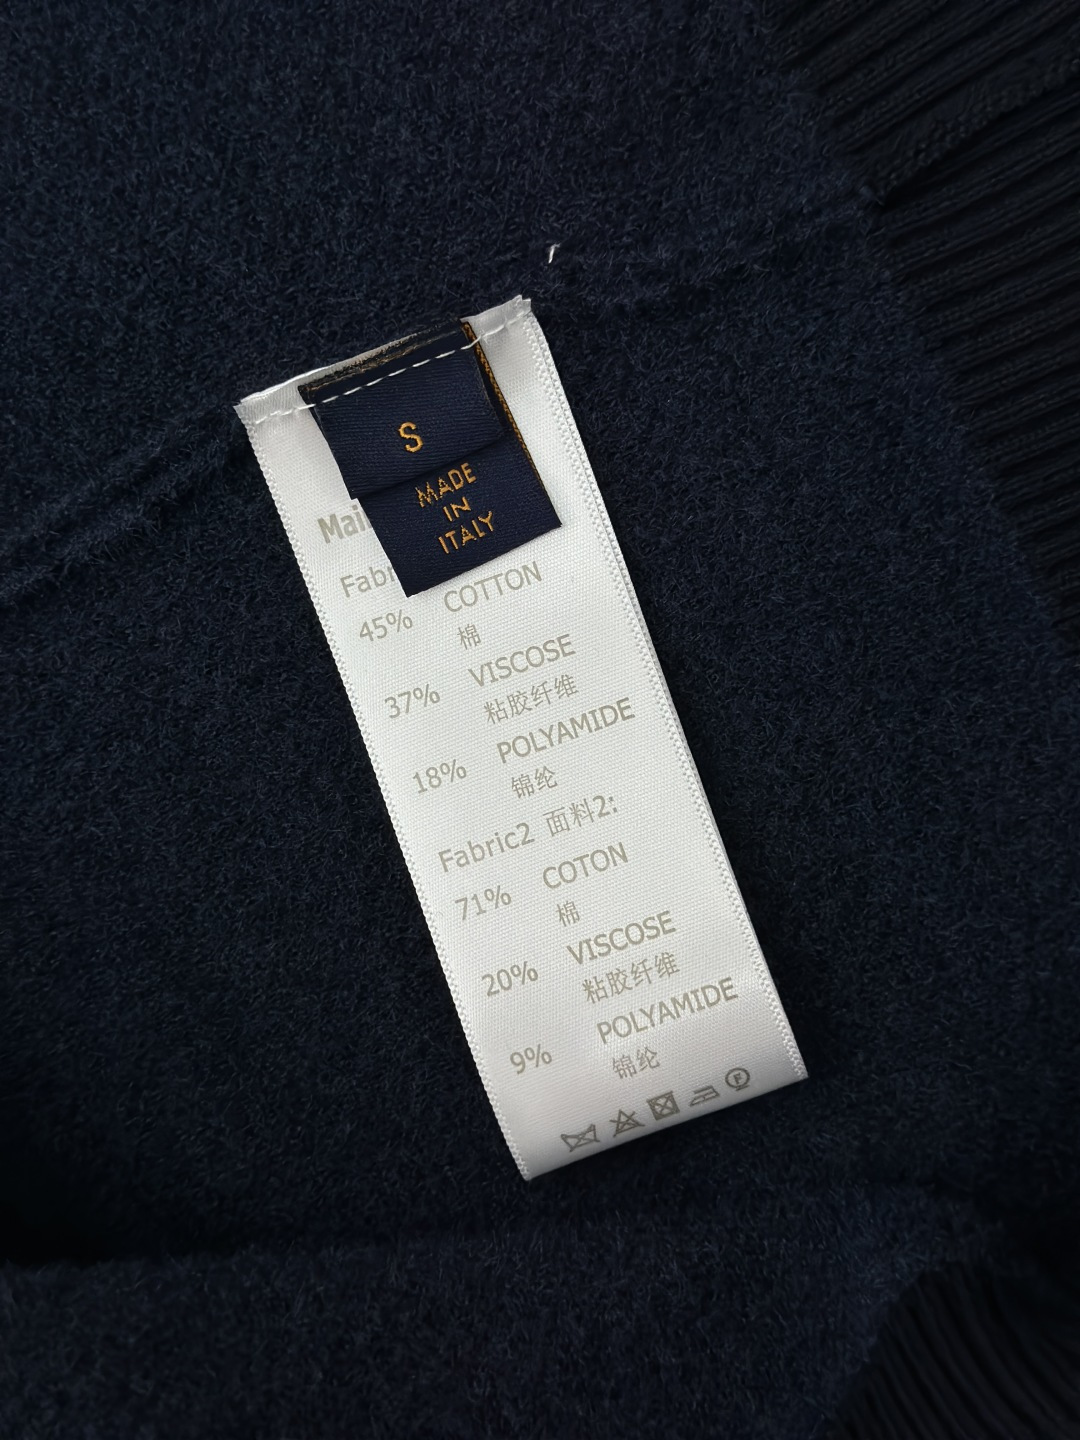 S
MADE
IN
ITALY
45% COTTON
棉
37% VISCOSE
粘胶纤维
18% POLYAMIDE
锦纶
Fabric2 面料2:
71% COTON
棉
20% VISCOSE
粘胶纤维
9% POLYAMIDE
锦纶
F